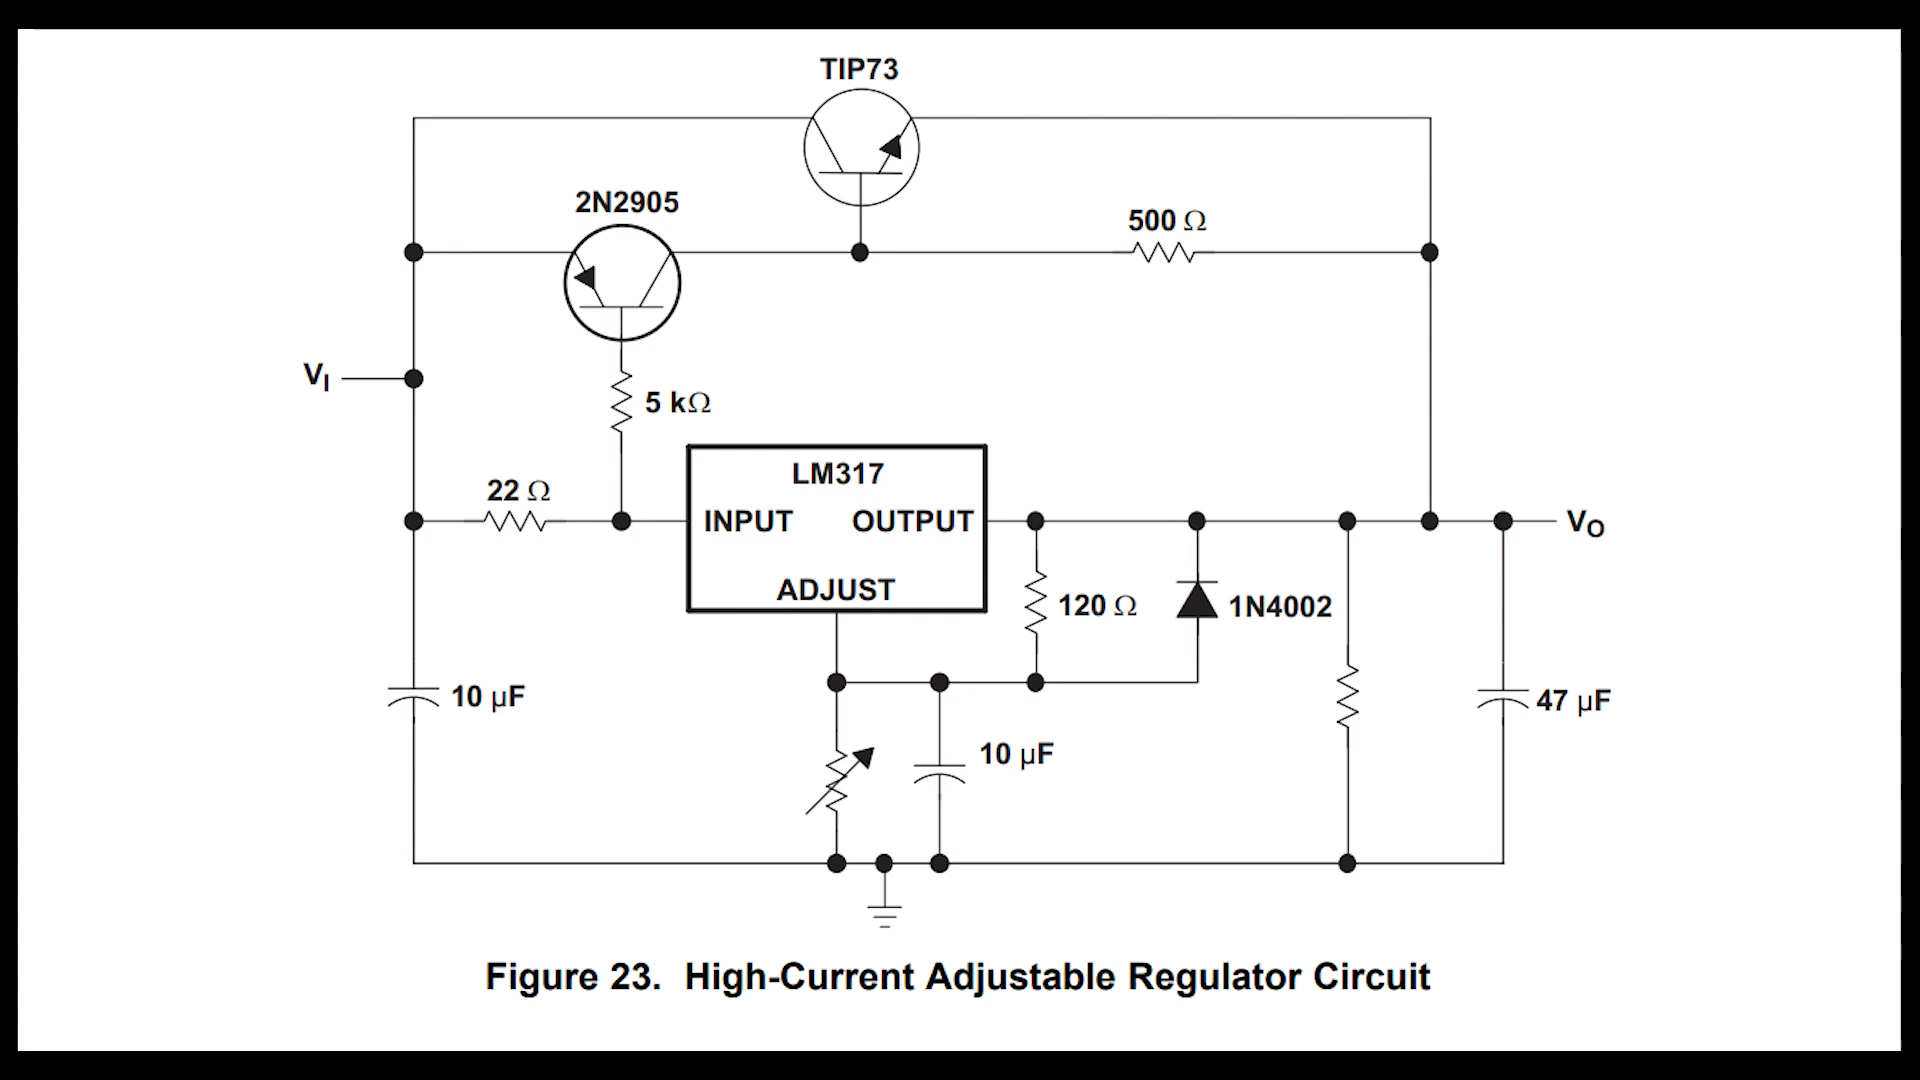 TIP73
2N2905
500 Ω
VI
5 kΩ
22 Ω
LM317
INPUT OUTPUT
ADJUST
VO
120 Ω
1N4002
10 µF
47 µF
10 µF
Figure 23. High-Current Adjustable Regulator Circuit